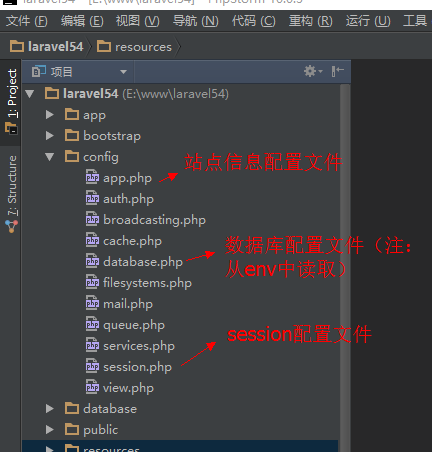 laravel54 - [E:\www\laravel54] - PhpStorm 10.0.3
文件(F) 编辑(E) 视图(V) 导航(N) 代码(C) 重构(R) 运行(U) 工具
laravel54 resources
1: Project
7: Structure
项目
laravel54 (E:\www\laravel54)
app
bootstrap
config
app.php 站点信息配置文件
auth.php
broadcasting.php
cache.php
database.php 数据库配置文件（注：
从env中读取）
filesystems.php
mail.php
queue.php
services.php
session配置文件
session.php
view.php
database
public
resources